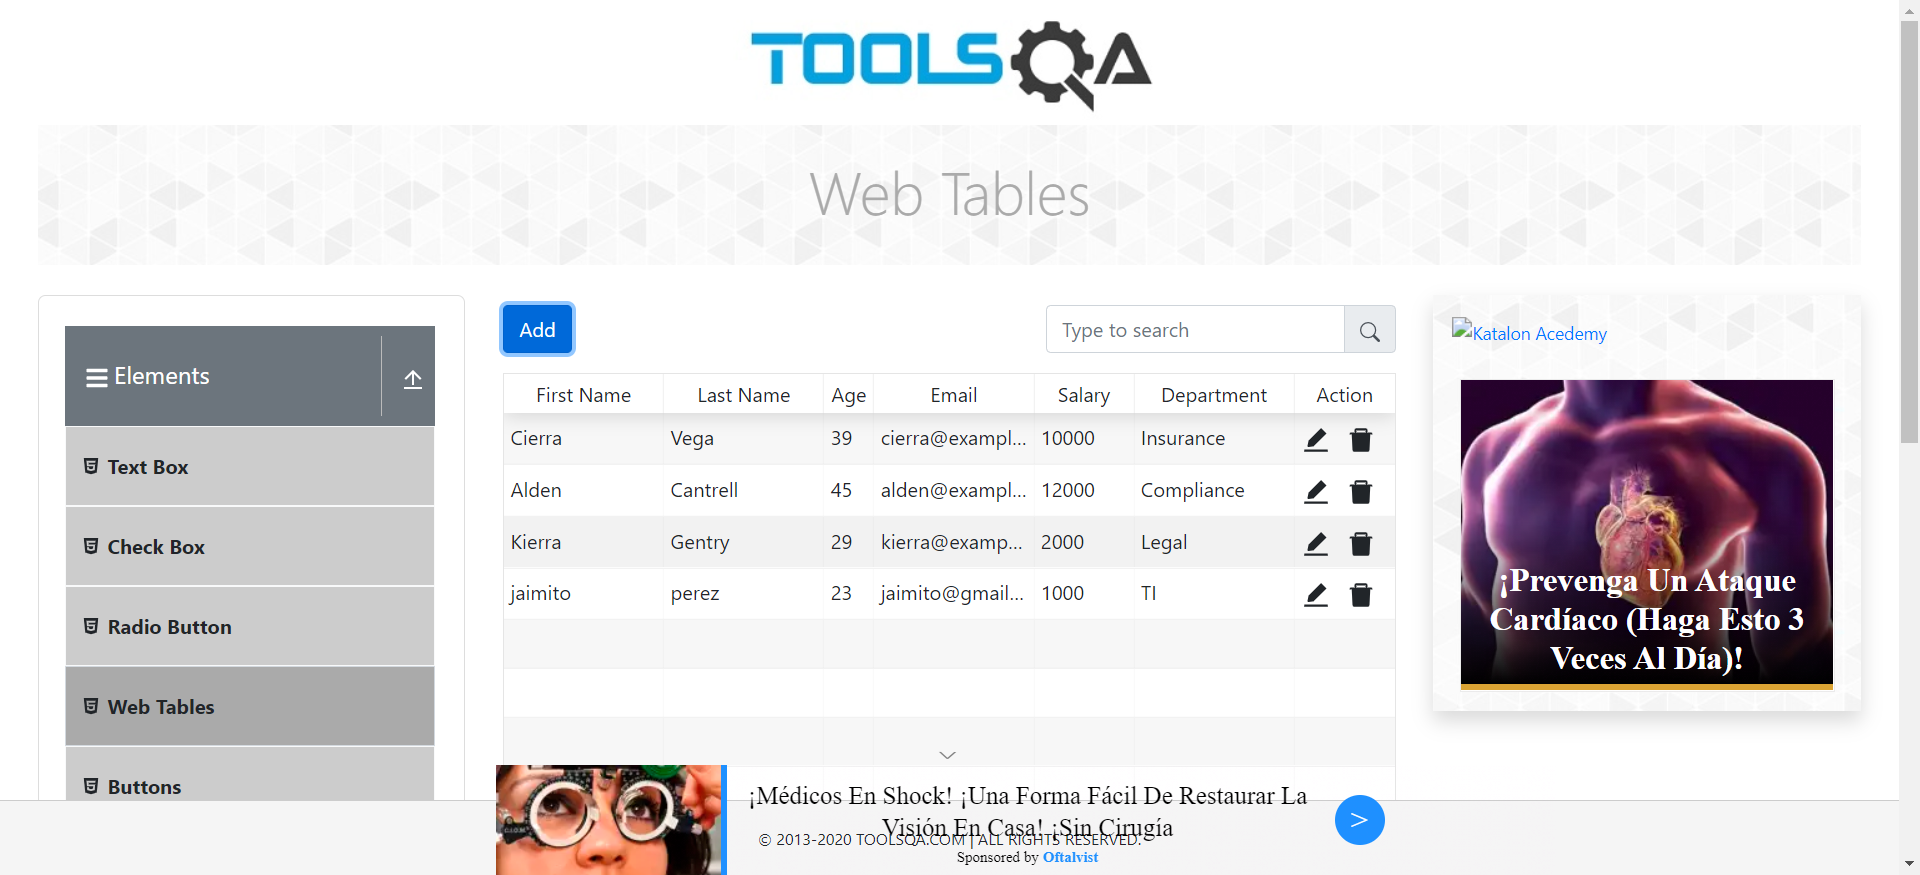 TOOLSQA
Web Tables
Elements
Text Box
Check Box
Radio Button
Web Tables
Buttons
Add
Type to search
First Name Last Name Age Email Salary Department Action
Cierra Vega 39 cierra@exampl... 10000 Insurance
Alden Cantrell 45 alden@exampl... 12000 Compliance
Kierra Gentry 29 kierra@examp... 2000 Legal
jaimito perez 23 jaimito@gmail... 1000 TI
Katalon Acedemy
¡Prevenga Un Ataque
Cardíaco (Haga Esto 3
Veces Al Día)!
¡Médicos En Shock! ¡Una Forma Fácil De Restaurar La
Visión En Casa! ¡Sin Cirugía
© 2013-2020 TOOLSQA.COM | ALL RIGHTS RESERVED.
Sponsored by Oftalvist